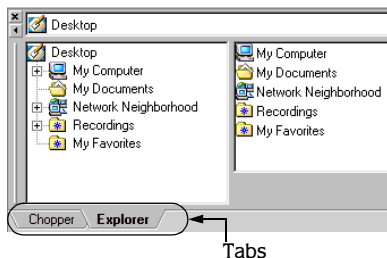 Desktop
Desktop
My Computer
My Documents
Network Neighborhood
Recordings
My Favorites
My Computer
My Documents
Network Neighborhood
Recordings
My Favorites
Chopper Explorer
Tabs